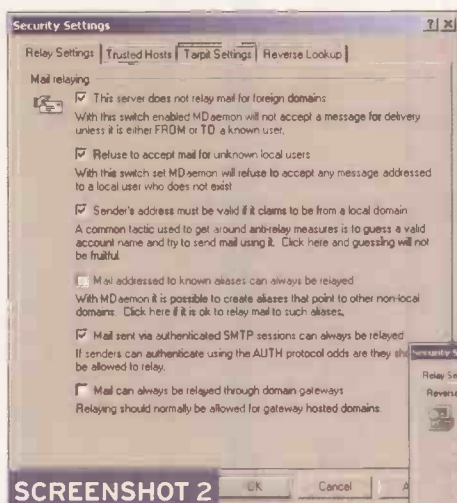 Security Settings
Relay Settings Trusted Hosts Tarpit Settings Reverse Lookup
Mail relaying
This server does not relay mail for foreign domains
With this switch enabled MDaemon will not accept a message for delivery
unless it is either FROM or TO a known user.
Refuse to accept mail for unknown local users
With this switch set MDaemon will refuse to accept any message addressed
to a local user who does not exist
Sender's address must be valid if it claims to be from a local domain
A common tactic used to get around anti-relay measures is to guess a valid
account name and try to send mail using it. Click here and guessing will not
be fruitful.
Mail addressed to known aliases can always be relayed
With MDaemon it is possible to create aliases that point to other non-local
domains. Click here if it is ok to relay mail to such aliases.
Mail sent via authenticated SMTP sessions can always be relayed
If senders can authenticate using the AUTH protocol odds are they
be allowed to relay.
Mail can always be relayed through domain gateways
Relaying should normally be allowed for gateway hosted domains.
OK Cancel A
SCREENSHOT 2
Security S
Relay Se
Reverse